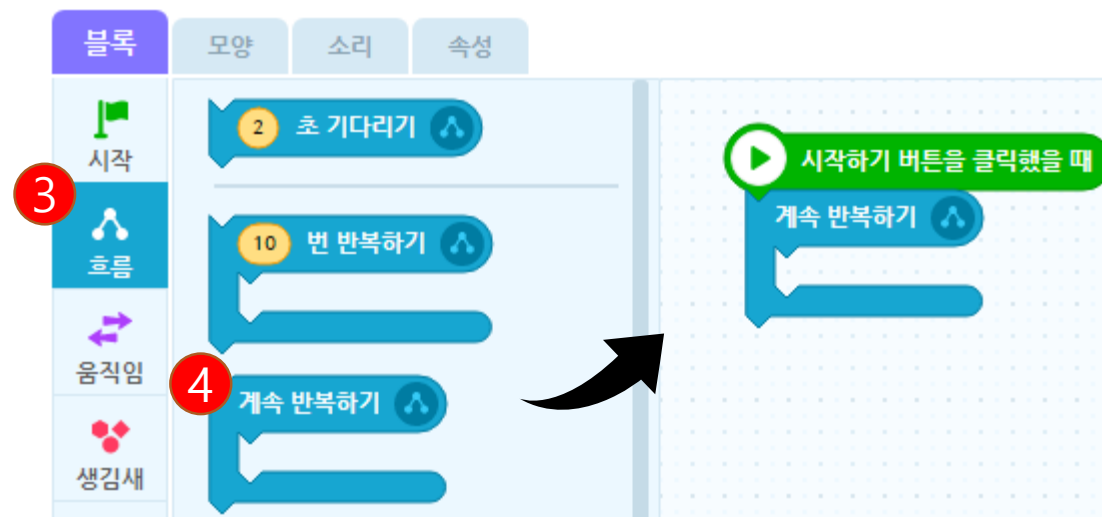 블록
모양
소리
속성
시작
3
흐름
움직임
생김새
2 초 기다리기
10 번 반복하기
4
계속 반복하기
시작하기 버튼을 클릭했을 때
계속 반복하기